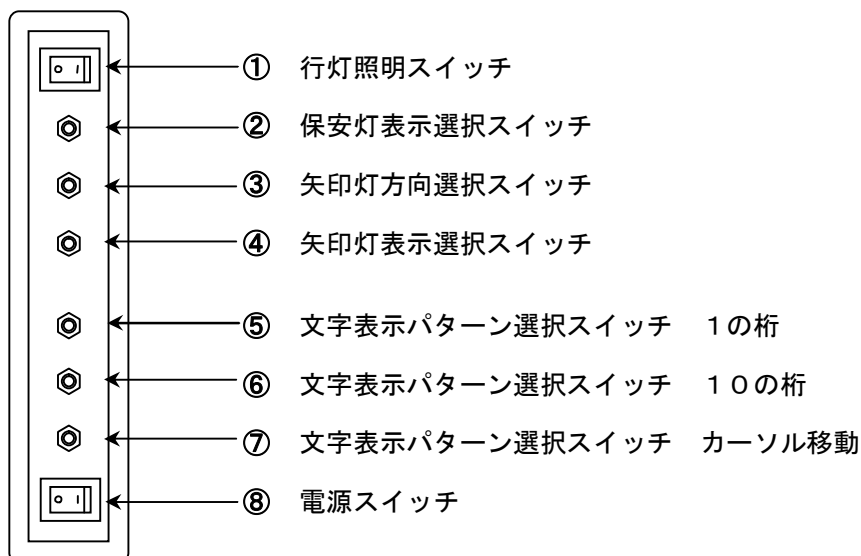 ① 行灯照明スイッチ
② 保安灯表示選択スイッチ
③ 矢印灯方向選択スイッチ
④ 矢印灯表示選択スイッチ
⑤ 文字表示パターン選択スイッチ　１の桁
⑥ 文字表示パターン選択スイッチ　１０の桁
⑦ 文字表示パターン選択スイッチ　カーソル移動
⑧ 電源スイッチ